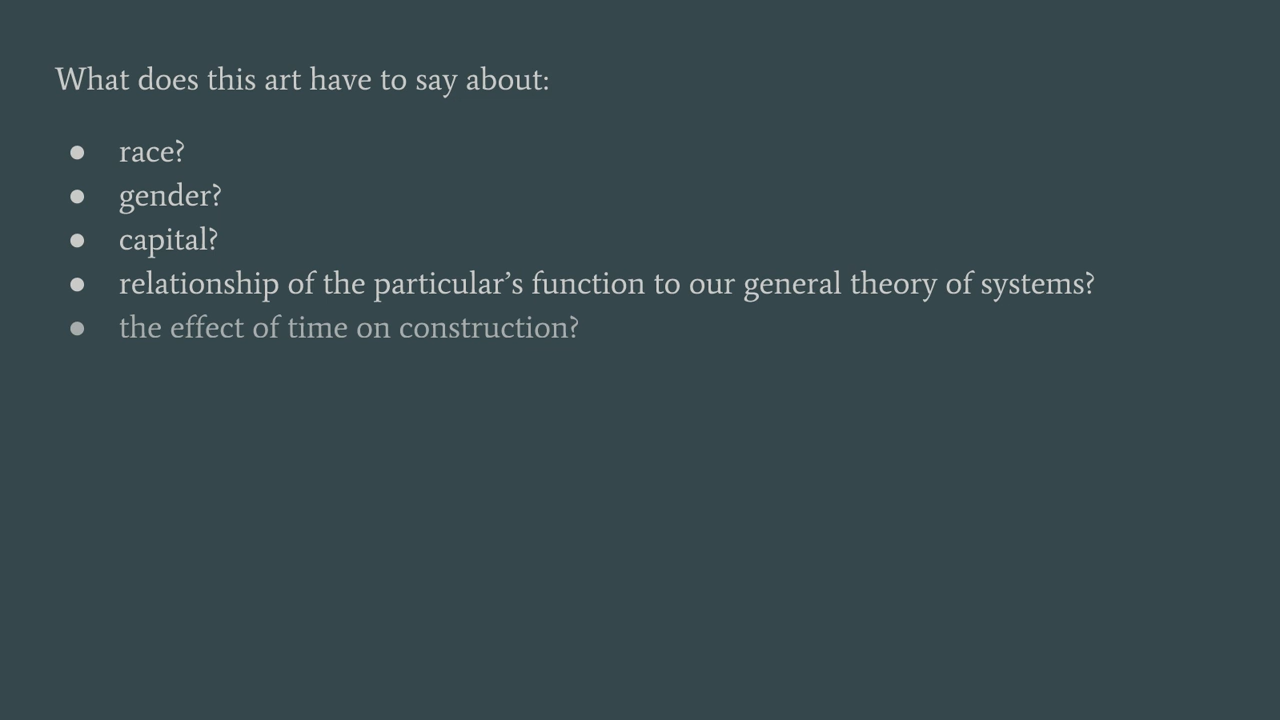 What does this art have to say about:
● race?
● gender?
● capital?
● relationship of the particular’s function to our general theory of systems?
● the effect of time on construction?